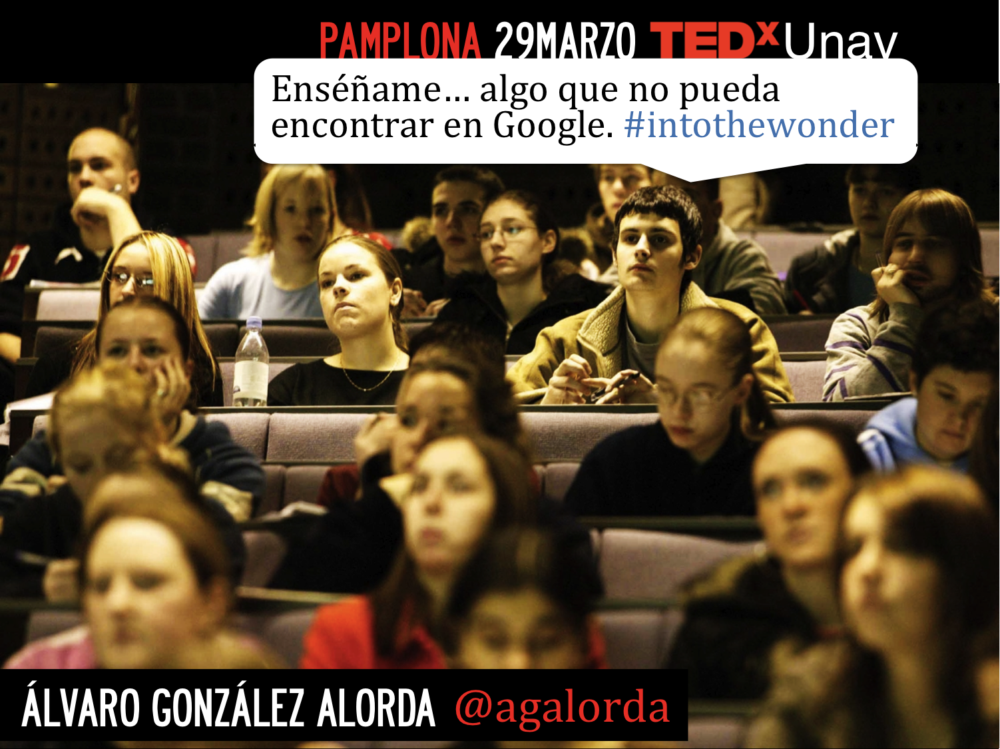 PAMPLONA 29MARZO TEDxUnav
Enséñame... algo que no pueda
encontrar en Google. #intothewonder
ÁLVARO GONZÁLEZ ALORDA @agalorda